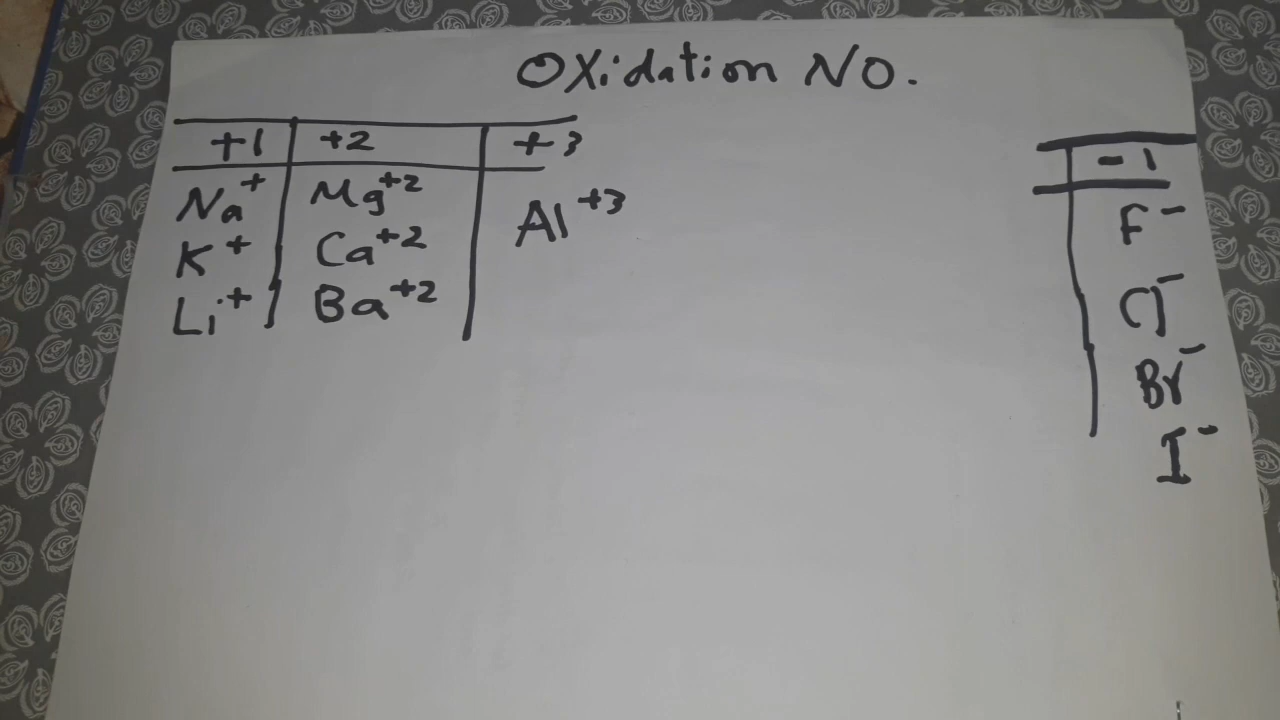 Oxidation NO.
+1 +2 +3 -1
Na+ Mg+2 Al+3 F-
K+ Ca+2 Cl-
Li+ Ba+2 Br-
I-